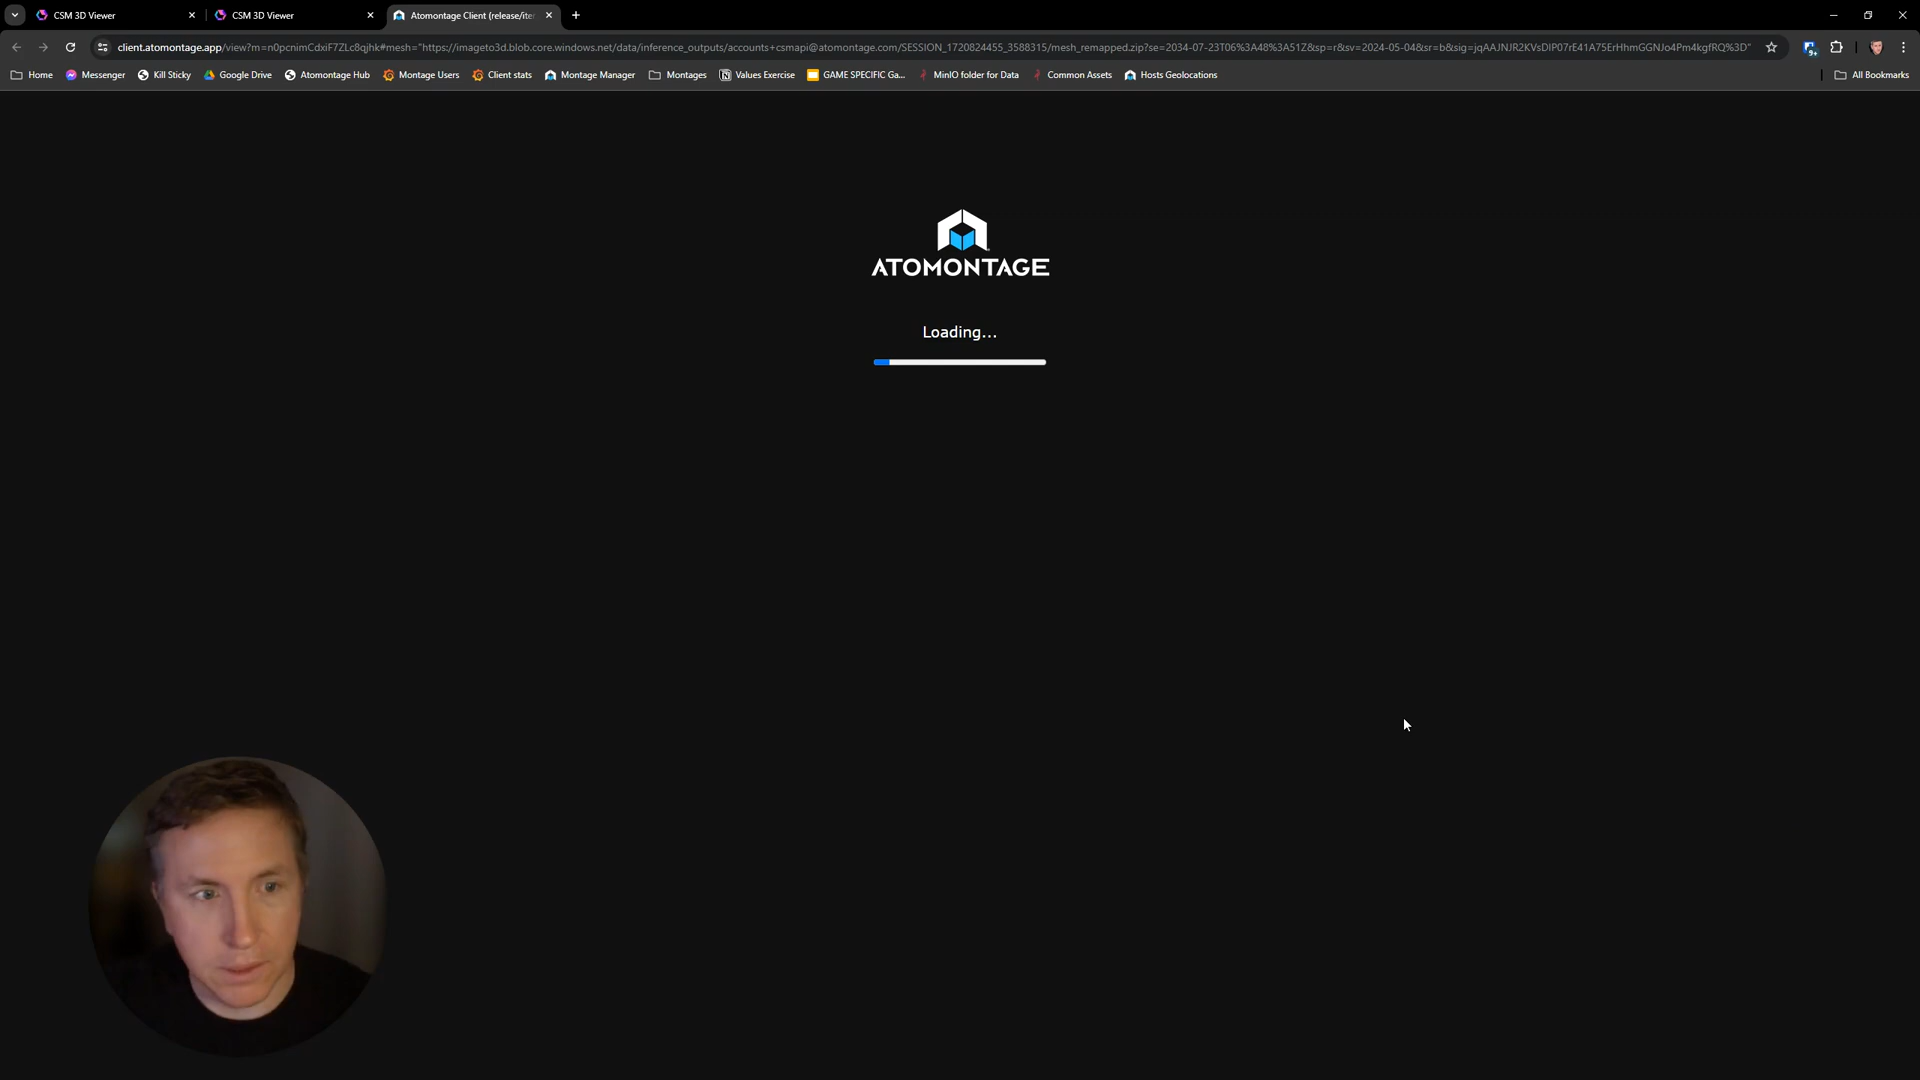 CSM 3D Viewer
CSM 3D Viewer
Atomontage Client (release/ite
client.atomontage.app/view?m=n0pcnimCdxiF7ZLc8qjhk#mesh="https://imageto3d.blob.core.windows.net/data/inference_outputs/accounts+csmapi@atomontage.com/SESSION_1720824455_3588315/mesh_remapped.zip?se=2034-07-23T06%3A48%3A51Z&sp=r&sv=2024-05-04&sr=b&sig=jqAAJNJR2KVsDIP07rE41A75ErHhmGGNJo4Pm4kgfRQ%3D"
Home
Messenger
Kill Sticky
Google Drive
Atomontage Hub
Montage Users
Client stats
Montage Manager
Montages
Values Exercise
GAME SPECIFIC Ga...
MinIO folder for Data
Common Assets
Hosts Geolocations
All Bookmarks
ATOMONTAGE
Loading...